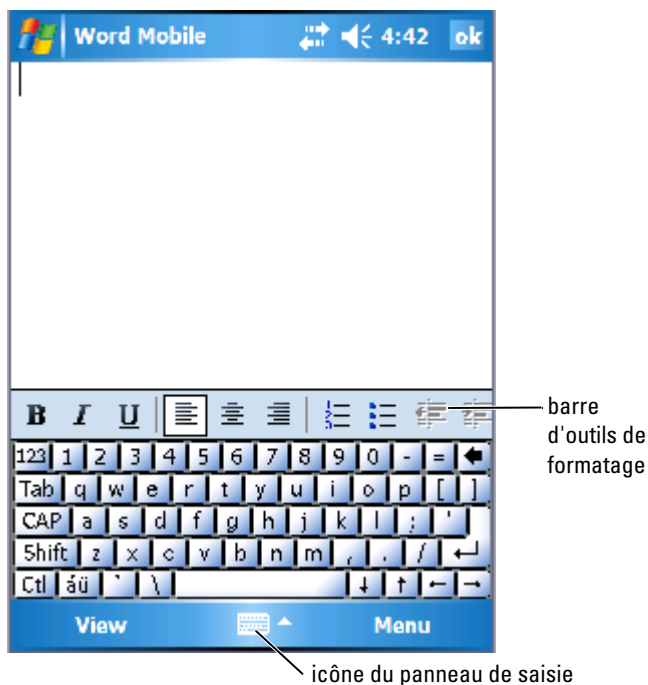 Word Mobile 4:42 ok
B I U
barre
d'outils de
formatage
123 1 2 3 4 5 6 7 8 9 0 - =
Tab q w e r t y u i o p [ ]
CAP a s d f g h j k l ; '
Shift z x c v b n m , . / ↵
Ctl áü ` \ ↓ ↑ ← →
View Menu
icône du panneau de saisie